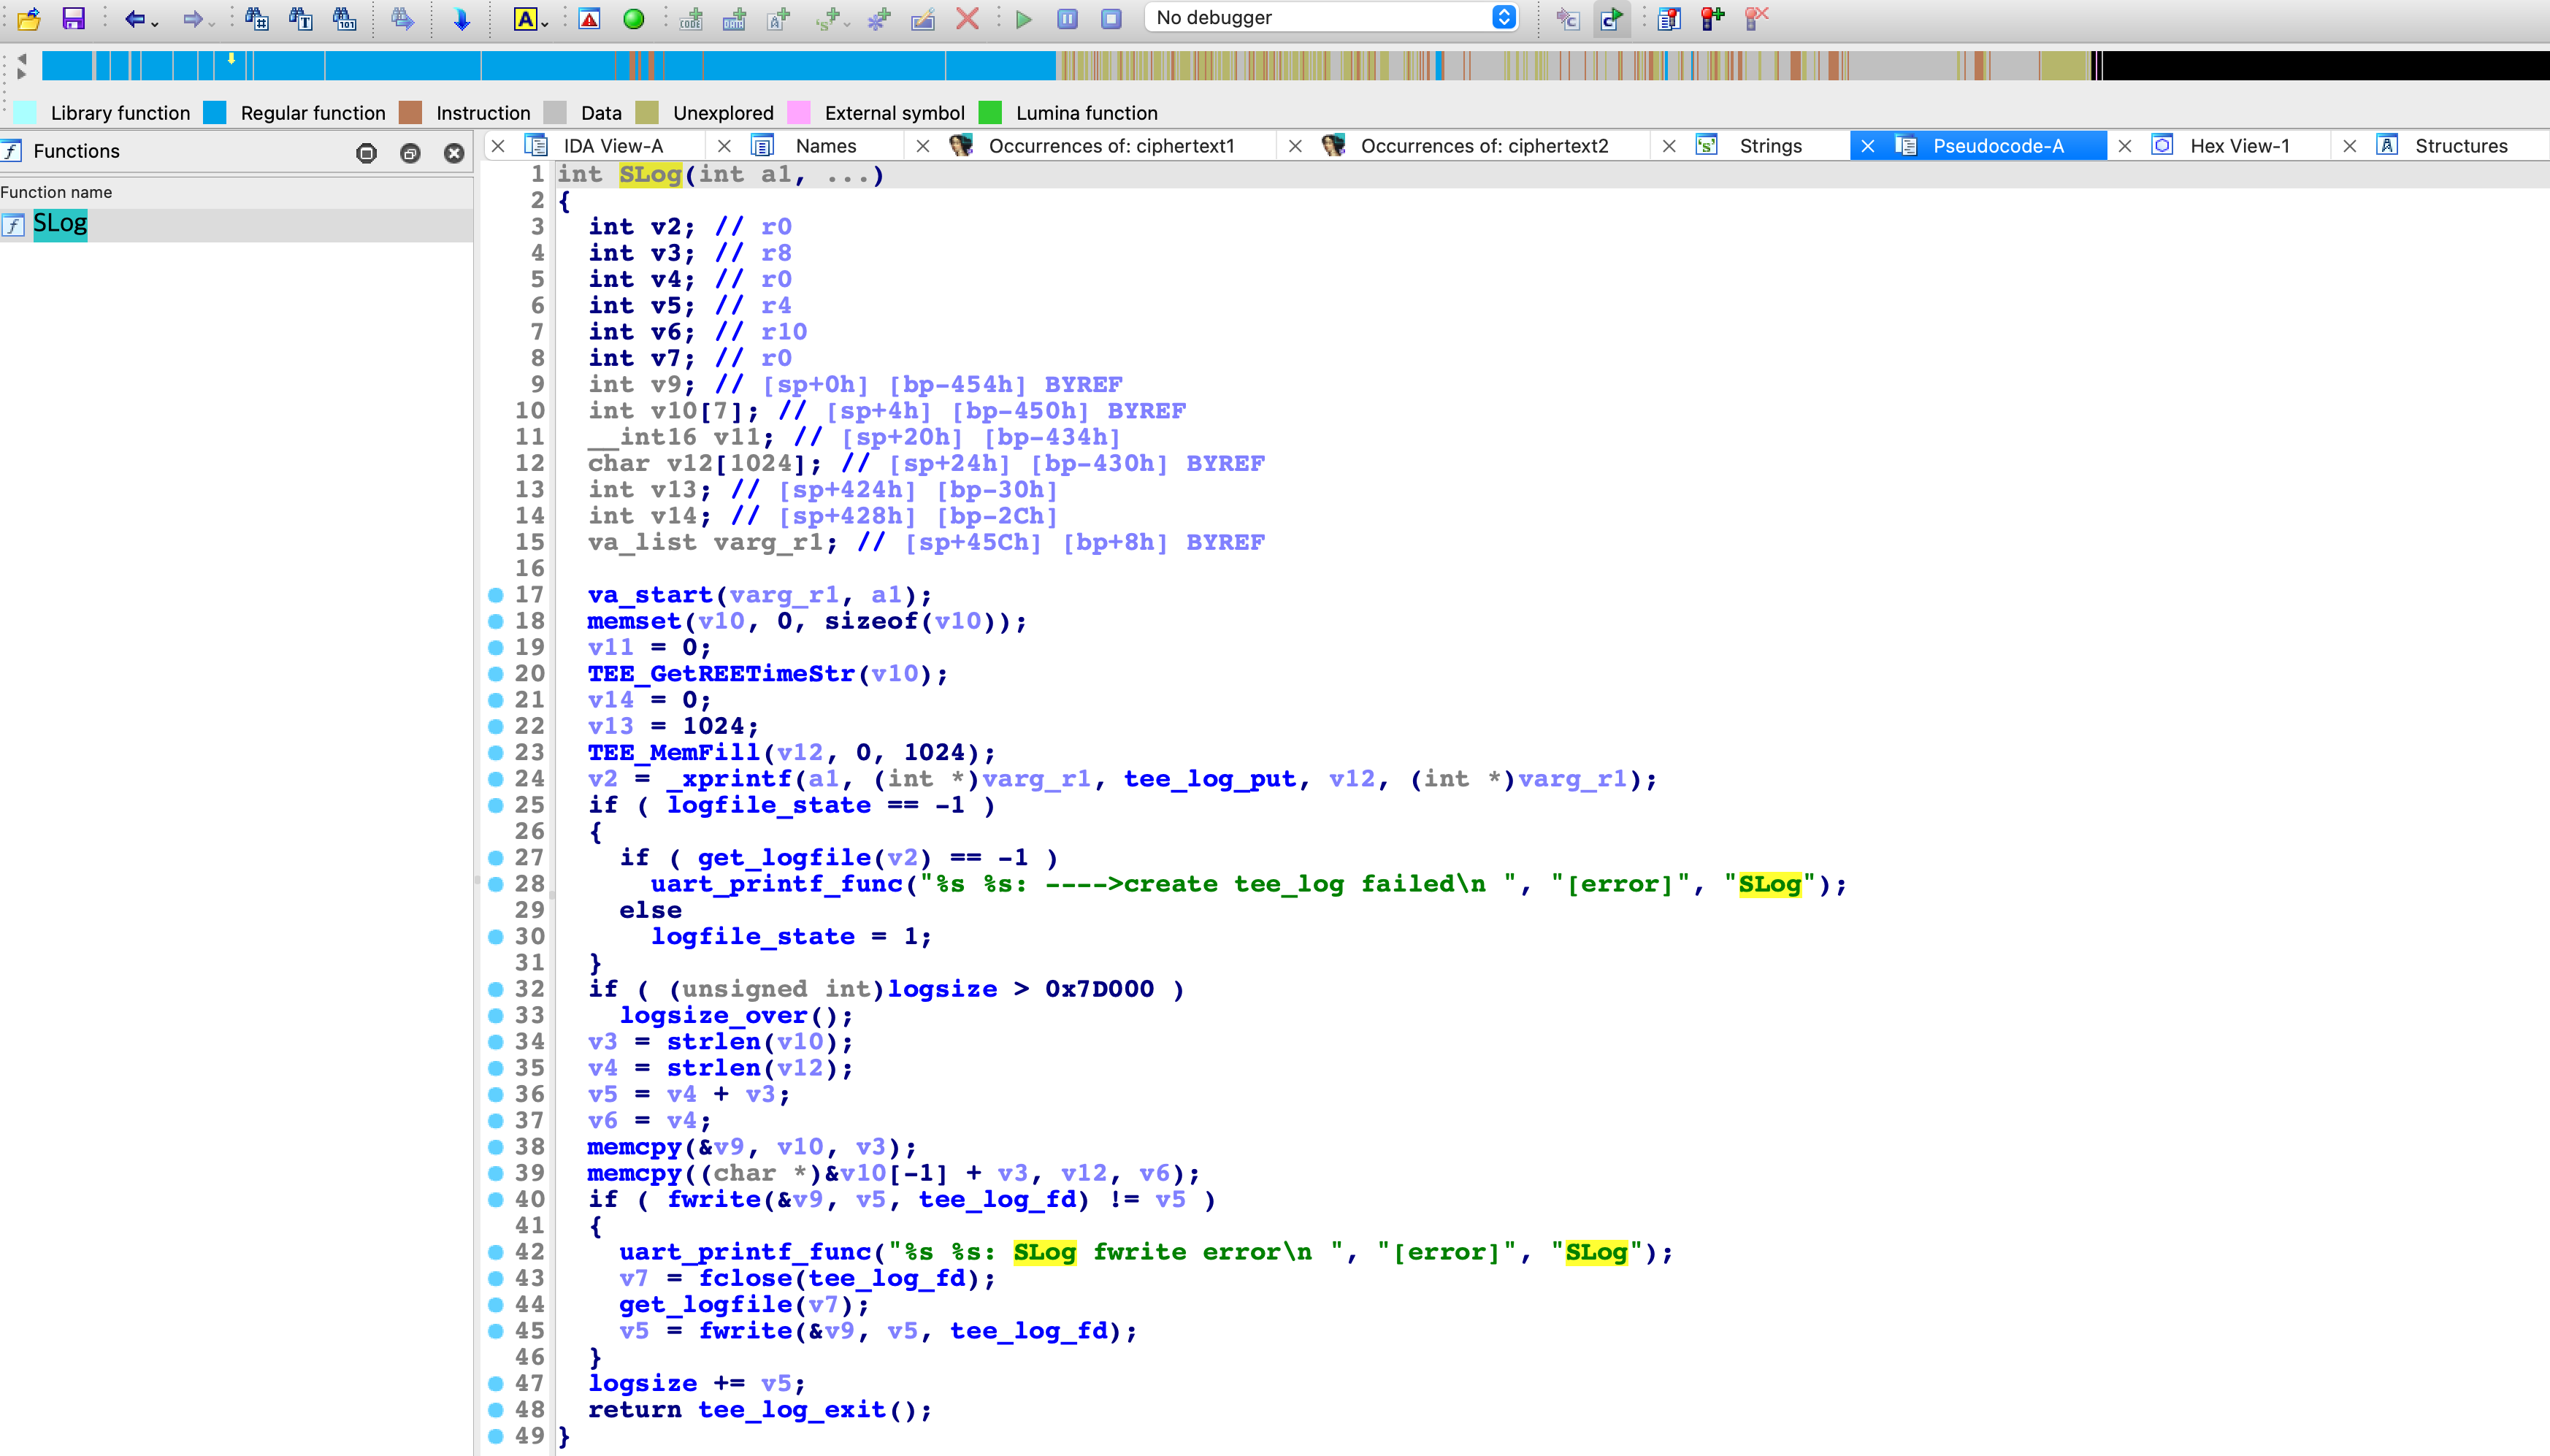 No debugger
Library function Regular function Instruction Data Unexplored External symbol Lumina function
Functions
IDA View-A Names Occurrences of: ciphertext1 Occurrences of: ciphertext2 Strings Pseudocode-A Hex View-1 Structures
Function name
SLog
1 int SLog(int a1, ...)
2 {
3 int v2; // r0
4 int v3; // r8
5 int v4; // r0
6 int v5; // r4
7 int v6; // r10
8 int v7; // r0
9 int v9; // [sp+0h] [bp-454h] BYREF
10 int v10[7]; // [sp+4h] [bp-450h] BYREF
11 __int16 v11; // [sp+20h] [bp-434h]
12 char v12[1024]; // [sp+24h] [bp-430h] BYREF
13 int v13; // [sp+424h] [bp-30h]
14 int v14; // [sp+428h] [bp-2Ch]
15 va_list varg_r1; // [sp+45Ch] [bp+8h] BYREF
16
17 va_start(varg_r1, a1);
18 memset(v10, 0, sizeof(v10));
19 v11 = 0;
20 TEE_GetREETimeStr(v10);
21 v14 = 0;
22 v13 = 1024;
23 TEE_MemFill(v12, 0, 1024);
24 v2 = _xprintf(a1, (int *)varg_r1, tee_log_put, v12, (int *)varg_r1);
25 if ( logfile_state == -1 )
26 {
27 if ( get_logfile(v2) == -1 )
28 uart_printf_func("%s %s: ---->create tee_log failed\n ", "[error]", "SLog");
29 else
30 logfile_state = 1;
31 }
32 if ( (unsigned int)logsize > 0x7D000 )
33 logsize_over();
34 v3 = strlen(v10);
35 v4 = strlen(v12);
36 v5 = v4 + v3;
37 v6 = v4;
38 memcpy(&v9, v10, v3);
39 memcpy((char *)&v10[-1] + v3, v12, v6);
40 if ( fwrite(&v9, v5, tee_log_fd) != v5 )
41 {
42 uart_printf_func("%s %s: SLog fwrite error\n ", "[error]", "SLog");
43 v7 = fclose(tee_log_fd);
44 get_logfile(v7);
45 v5 = fwrite(&v9, v5, tee_log_fd);
46 }
47 logsize += v5;
48 return tee_log_exit();
49 }